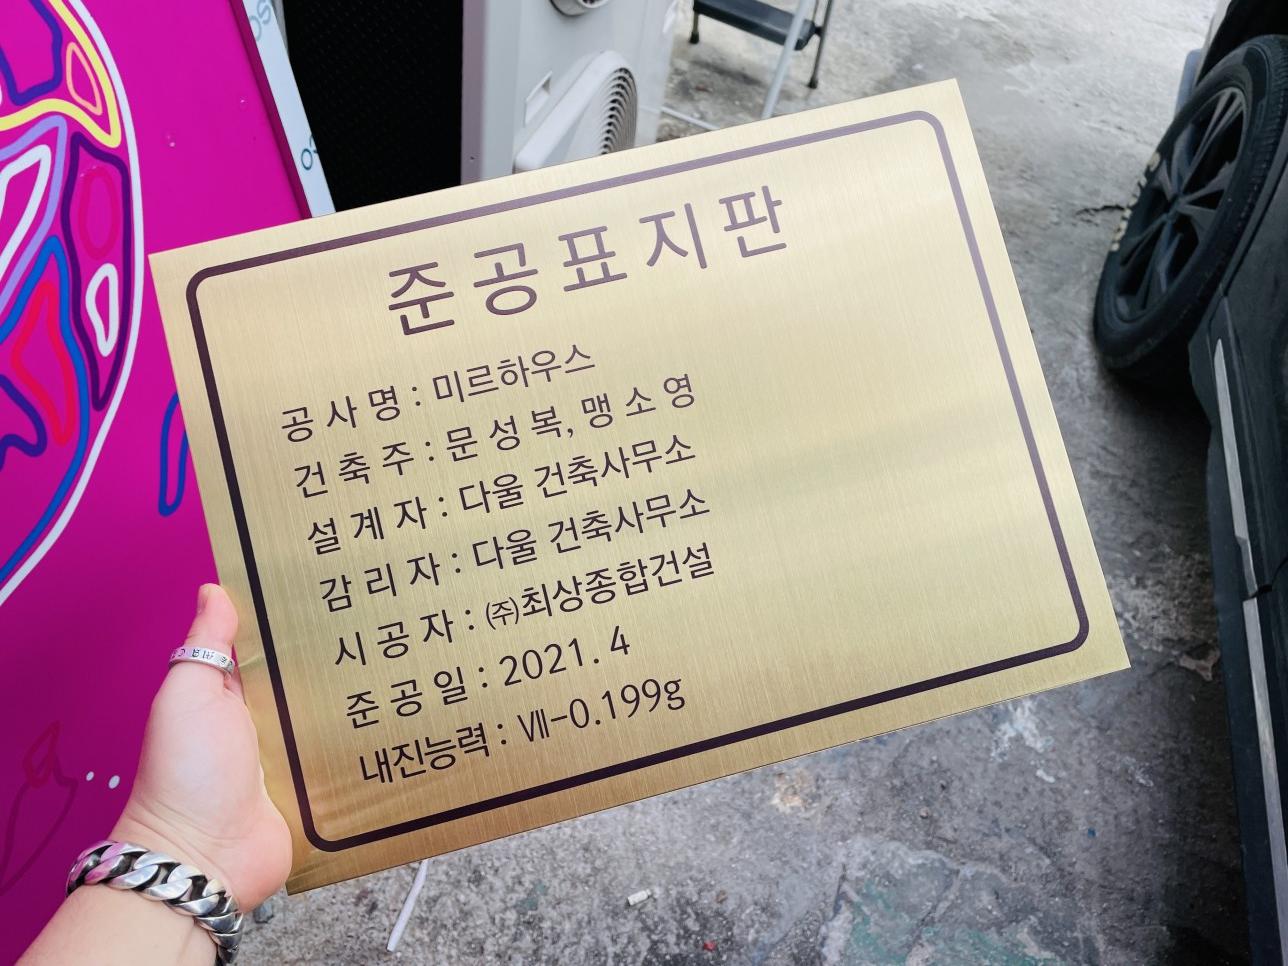 준공표지판
공 사 명 : 미르하우스
건 축 주 : 문 성 복, 맹 소 영
설 계 자 : 다울 건축사무소
감 리 자 : 다울 건축사무소
시 공 자 : ㈜최상종합건설
준 공 일 : 2021. 4
내진능력 : Ⅶ-0.199g